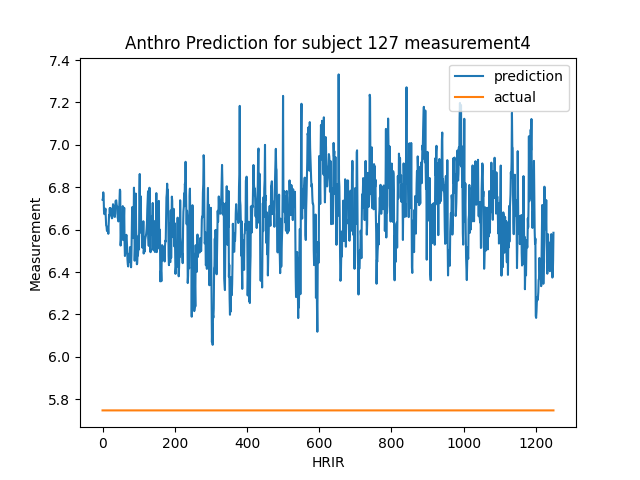 Anthro Prediction for subject 127 measurement4
prediction
actual
7.4
7.2
7.0
6.8
6.6
6.4
6.2
6.0
5.8
Measurement
0 200 400 600 800 1000 1200
HRIR